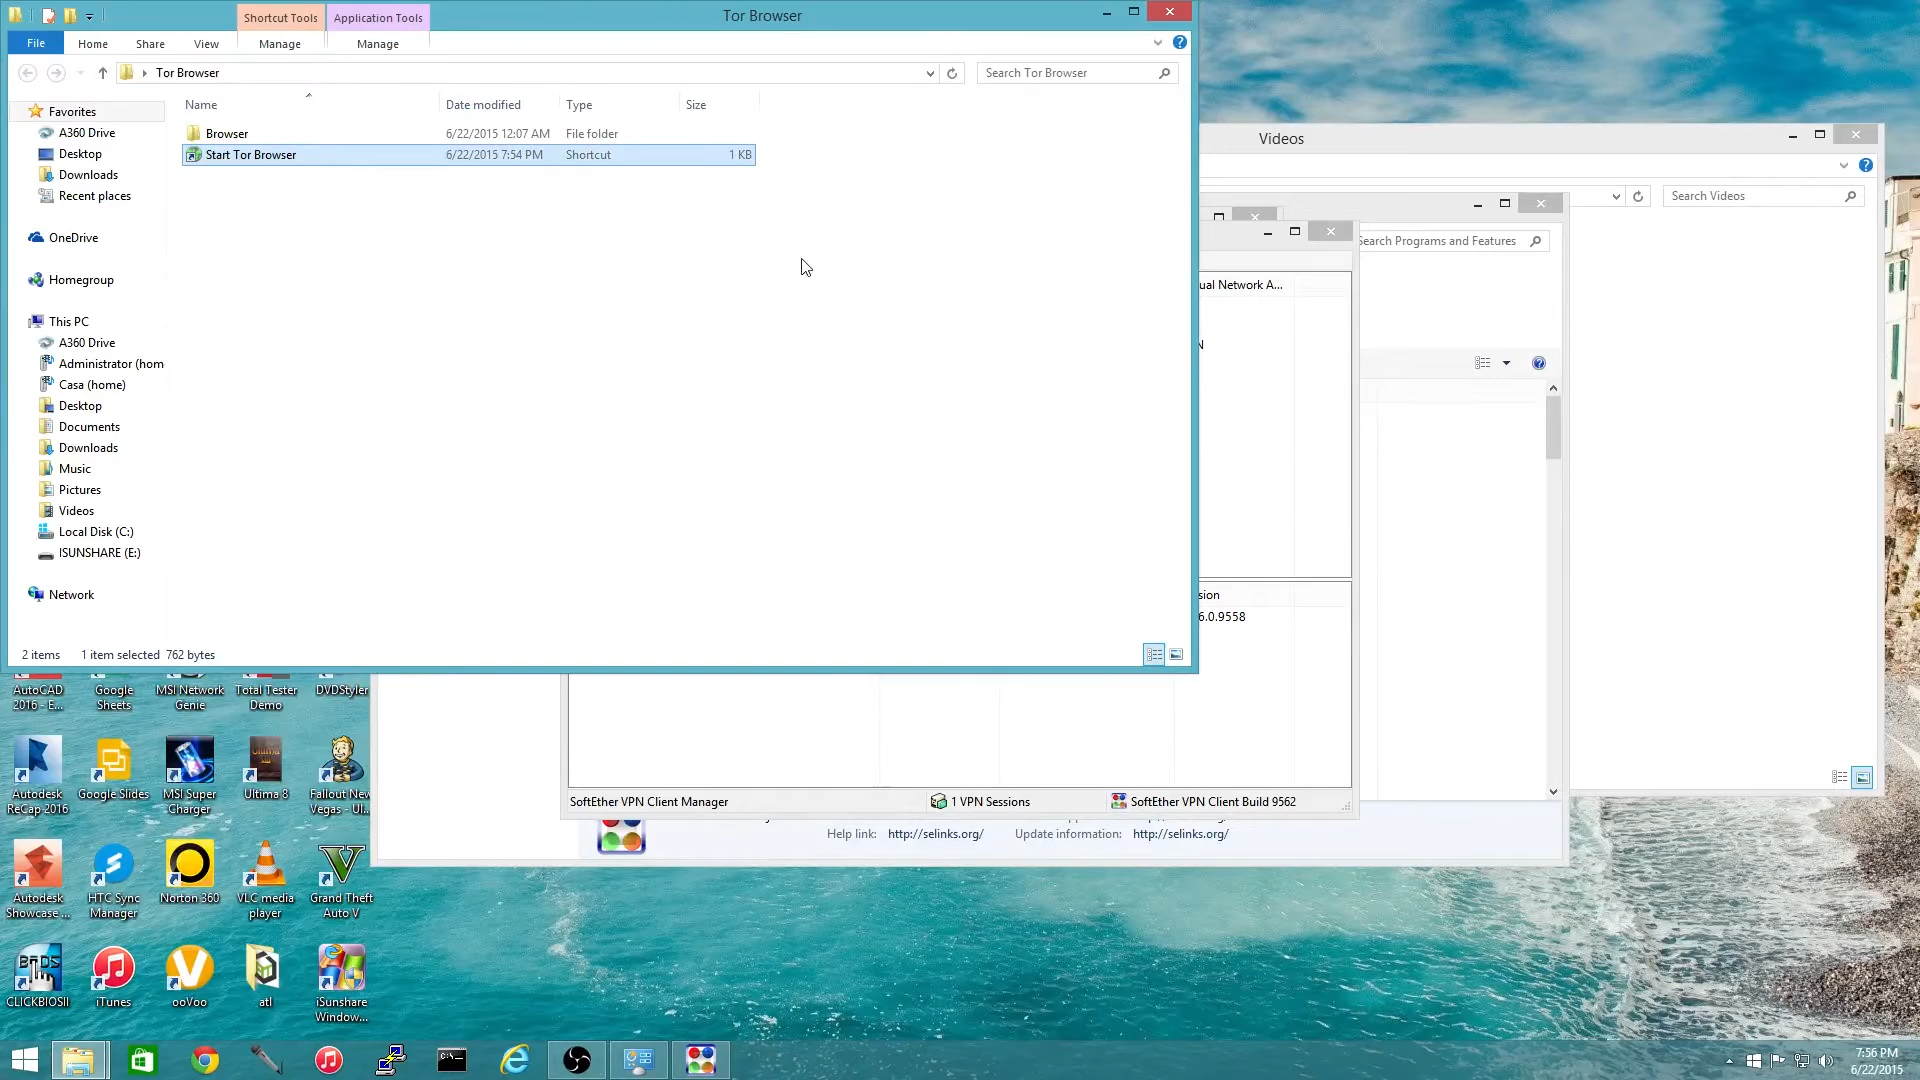 Shortcut Tools
Application Tools
Tor Browser
File
Home
Share
View
Manage
Manage
Tor Browser
Search Tor Browser
Name
Date modified
Type
Size
Browser
6/22/2015 12:07 AM
File folder
Start Tor Browser
6/22/2015 7:54 PM
Shortcut
1 KB
Favorites
A360 Drive
Desktop
Downloads
Recent places
OneDrive
Homegroup
This PC
A360 Drive
Administrator (hom
Casa (home)
Desktop
Documents
Downloads
Music
Pictures
Videos
Local Disk (C:)
ISUNSHARE (E:)
Network
2 items
1 item selected 762 bytes
Videos
Search Videos
Search Programs and Features
ual Network A...
N
sion
6.0.9558
SoftEther VPN Client Manager
1 VPN Sessions
SoftEther VPN Client Build 9562
Help link: http://selinks.org/
Update information: http://selinks.org/
AutoCAD
2016 - E...
Google
Sheets
MSI Network
Genie
Total Tester
Demo
DVDStyler
Autodesk
ReCap 2016
Google Slides
MSI Super
Charger
Ultima 8
Fallout New
Vegas - Ul...
Autodesk
Showcase ...
HTC Sync
Manager
Norton 360
VLC media
player
Grand Theft
Auto V
CLICKBIOSII
iTunes
ooVoo
atl
iSunshare
Window...
7:56 PM
6/22/2015